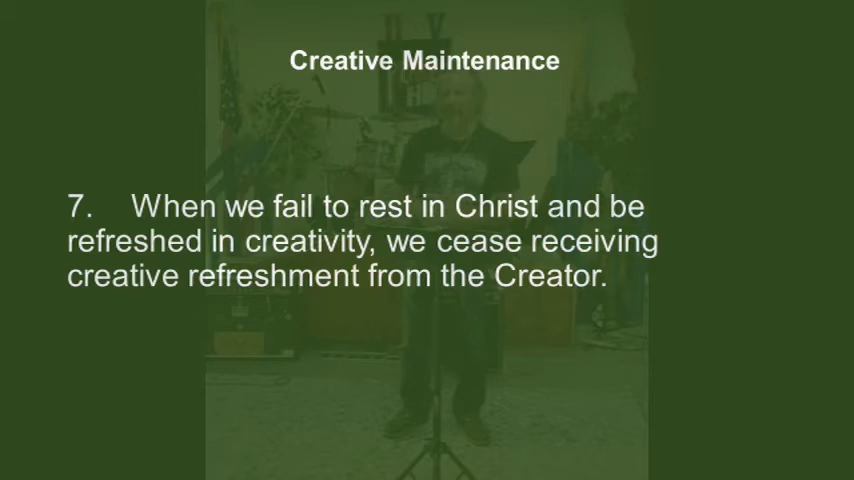 Creative Maintenance
7. When we fail to rest in Christ and be
refreshed in creativity, we cease receiving
creative refreshment from the Creator.